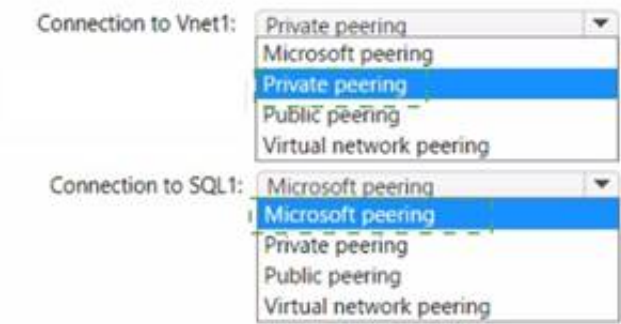 Connection to Vnet1: Private peering
Microsoft peering
Private peering
Public peering
Virtual network peering
Connection to SQL1: Microsoft peering
Microsoft peering
Private peering
Public peering
Virtual network peering